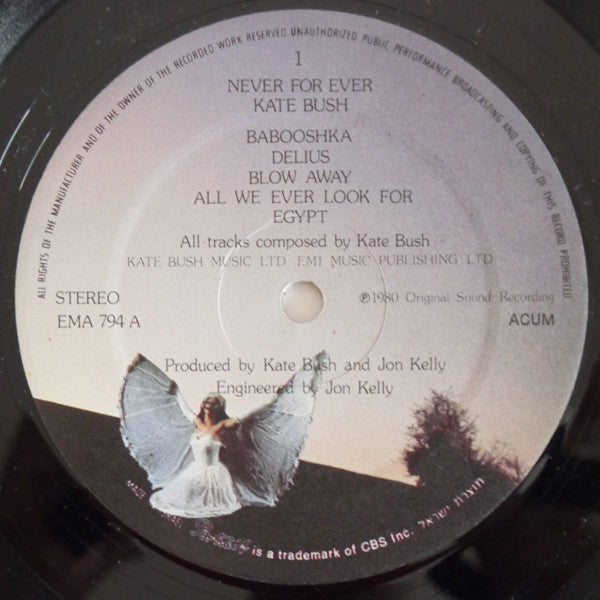 ALL RIGHTS OF THE MANUFACTURER AND OF THE OWNER OF THE RECORDED WORK RESERVED UNAUTHORIZED PUBLIC PERFORMANCE BROADCASTING AND COPYING OF THIS RECORD PROHIBITED
1
NEVER FOR EVER
KATE BUSH
BABOOSHKA
DELIUS
BLOW AWAY
ALL WE EVER LOOK FOR
EGYPT
All tracks composed by Kate Bush
KATE BUSH MUSIC LTD EMI MUSIC PUBLISHING LTD
STEREO
EMA 794 A
℗1980 Original Sound Recording
ACUM
Produced by Kate Bush and Jon Kelly
Engineered by Jon Kelly
MADE is a trademark of CBS Inc. תוצרת ישראל